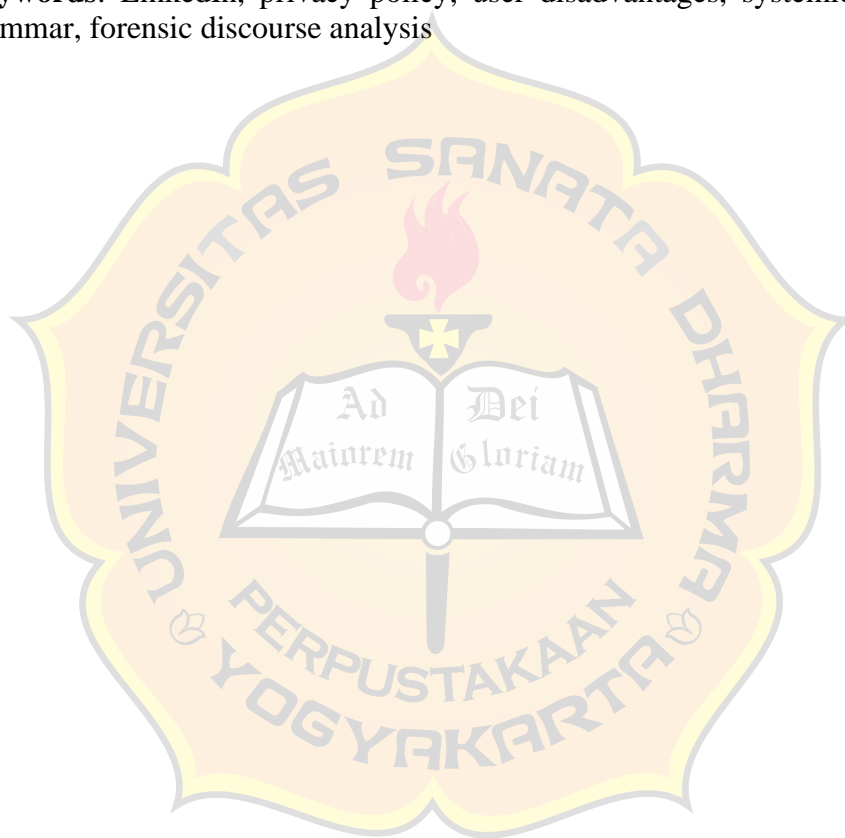 ywords: LinkedIn, privacy policy, user disadvantages, systemic
mmar, forensic discourse analysis
UNIVERSITAS SANATA DHARMA
Ad Dei
Maiorem Gloriam
PERPUSTAKAAN
YOGYAKARTA